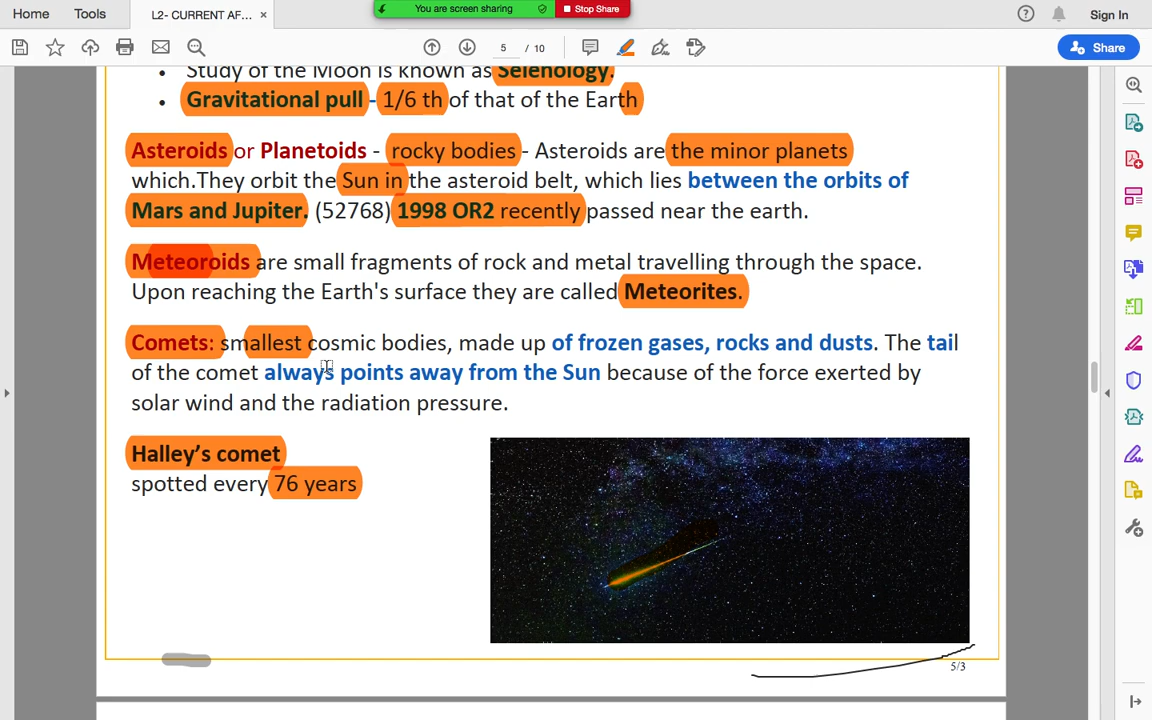 Home Tools L2- CURRENT AF... × You are screen sharing Stop Share Sign In
5 / 10 Share
• Study of the Moon is known as Selenology.
• Gravitational pull - 1/6 th of that of the Earth
Asteroids or Planetoids - rocky bodies - Asteroids are the minor planets
which.They orbit the Sun in the asteroid belt, which lies between the orbits of
Mars and Jupiter. (52768) 1998 OR2 recently passed near the earth.
Meteoroids are small fragments of rock and metal travelling through the space.
Upon reaching the Earth's surface they are called Meteorites.
Comets: smallest cosmic bodies, made up of frozen gases, rocks and dusts. The tail
of the comet always points away from the Sun because of the force exerted by
solar wind and the radiation pressure.
Halley's comet
spotted every 76 years
5/3